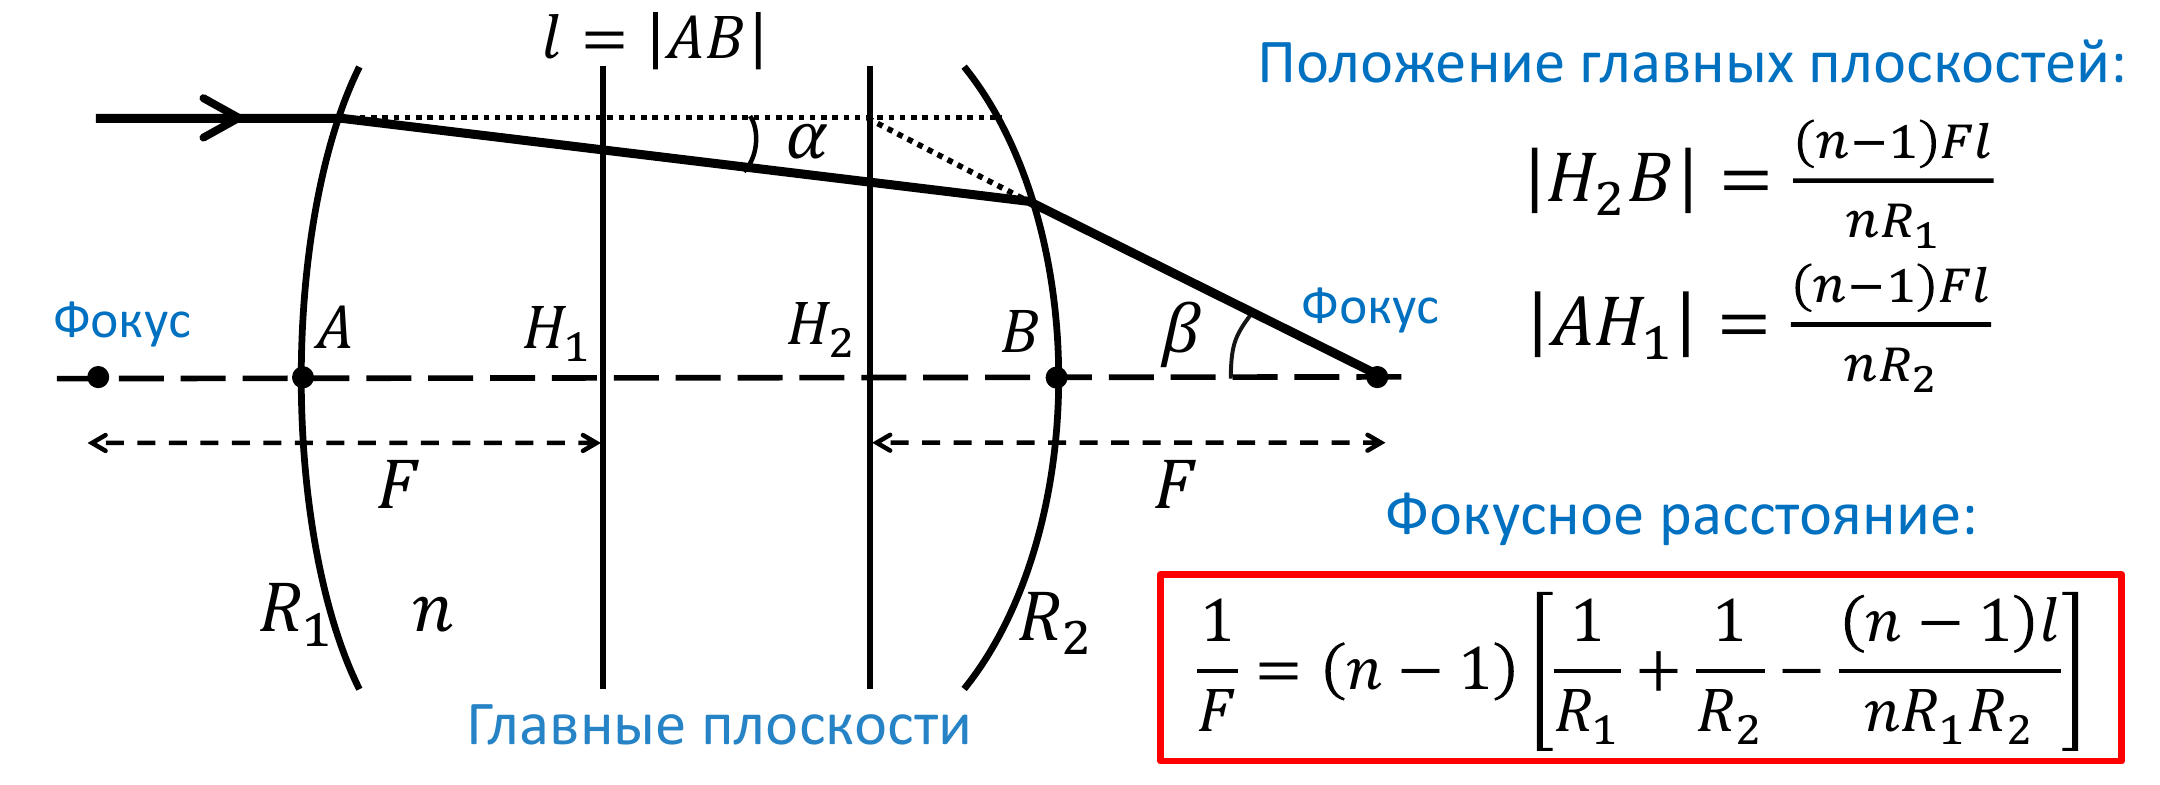 l = |AB|
Положение главных плоскостей:
α
|H₂B| = (n−1)Fl / nR₁
|AH₁| = (n−1)Fl / nR₂
Фокус
A
H₁
H₂
B
β
Фокус
F
F
Фокусное расстояние:
R₁
n
R₂
1/F = (n − 1) [1/R₁ + 1/R₂ − (n − 1)l / nR₁R₂]
Главные плоскости